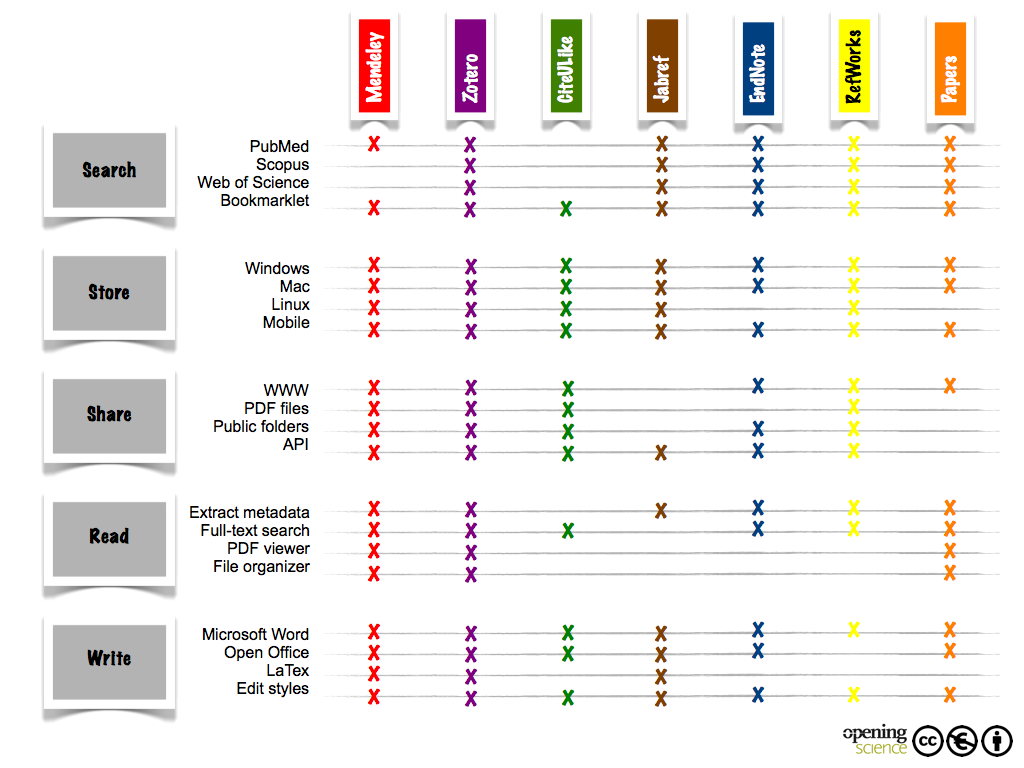 Mendeley
Zotero
CiteULike
Jabref
EndNote
RefWorks
Papers
Search
PubMed
Scopus
Web of Science
Bookmarklet
Store
Windows
Mac
Linux
Mobile
Share
WWW
PDF files
Public folders
API
Read
Extract metadata
Full-text search
PDF viewer
File organizer
Write
Microsoft Word
Open Office
LaTex
Edit styles
opening
science
cc